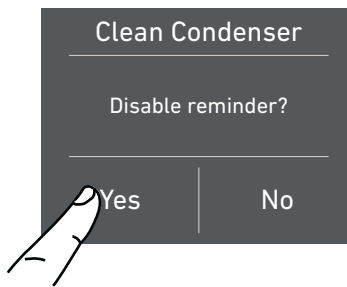 Clean Condenser
Disable reminder?
Yes
No